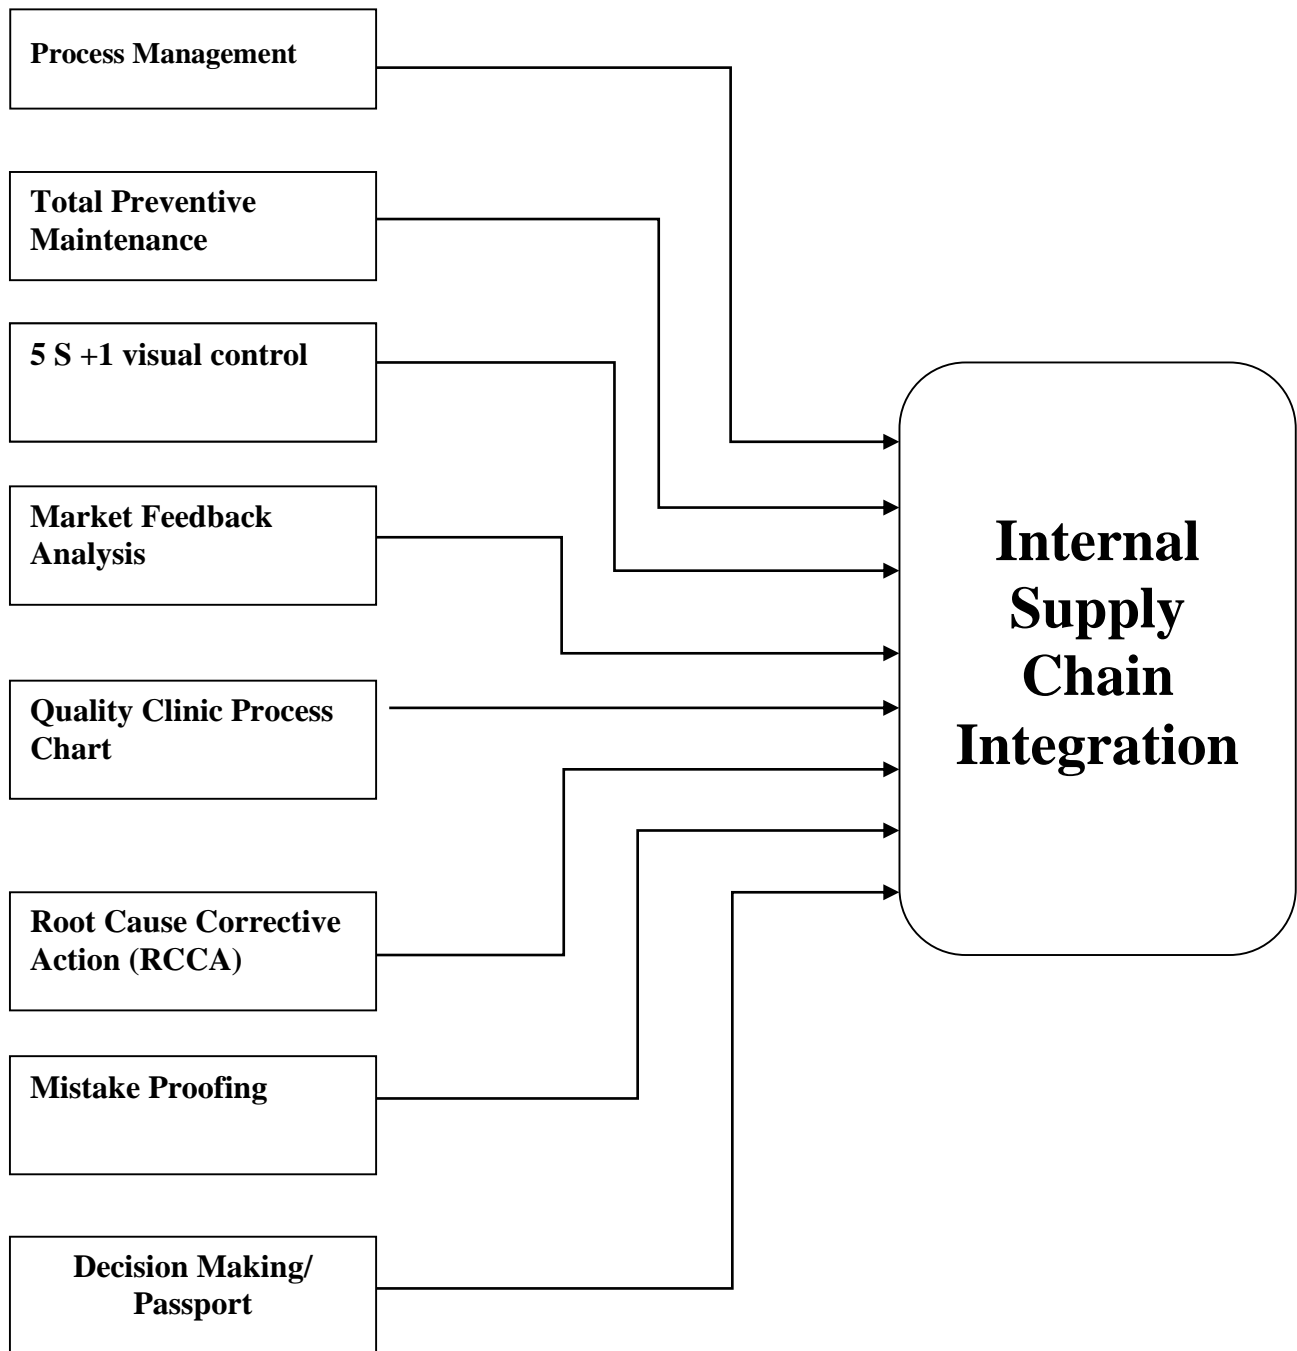 Process Management
Total Preventive
Maintenance
5 S +1 visual control
Market Feedback
Analysis
Quality Clinic Process
Chart
Root Cause Corrective
Action (RCCA)
Mistake Proofing
Decision Making/
Passport
Internal
Supply
Chain
Integration